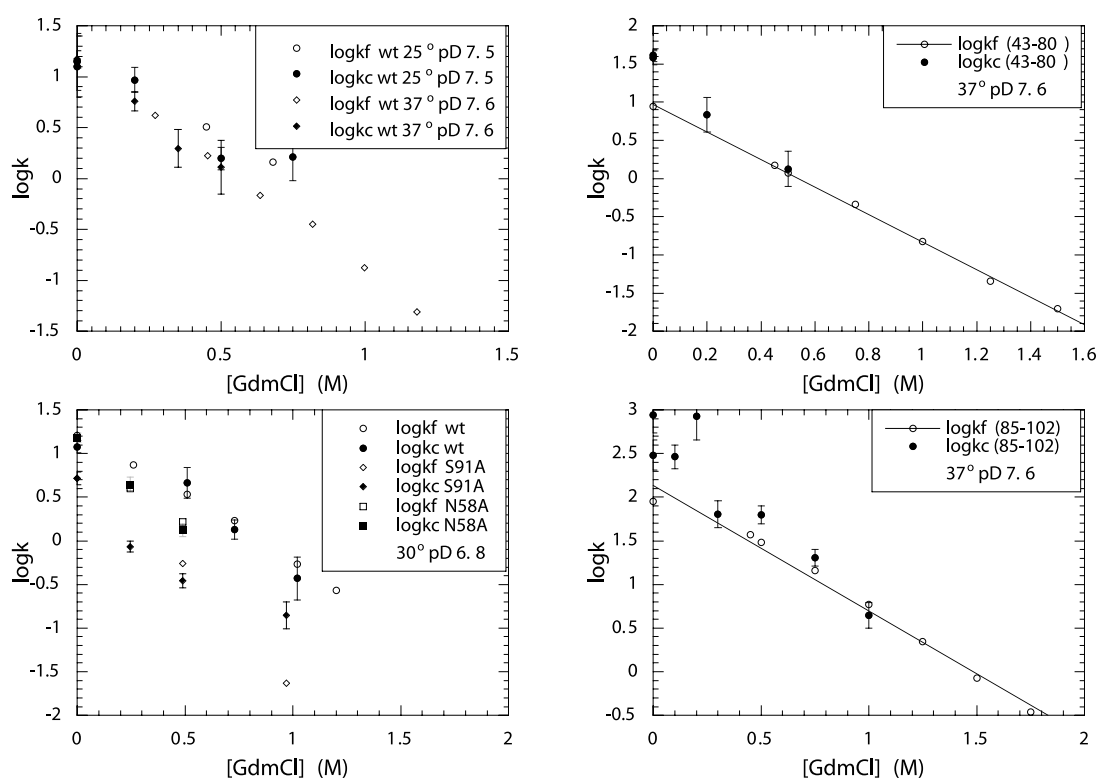 1.5
1
0.5
0
-0.5
-1
-1.5
logk
0
0.5
1
1.5
[GdmCl] (M)
logkf wt 25° pD 7.5
logkc wt 25° pD 7.5
logkf wt 37° pD 7.6
logkc wt 37° pD 7.6
2
1.5
1
0.5
0
-0.5
-1
-1.5
-2
logk
0
0.2
0.4
0.6
0.8
1
1.2
1.4
1.6
[GdmCl] (M)
logkf (43-80 )
logkc (43-80 )
37° pD 7.6
1.5
1
0.5
0
-0.5
-1
-1.5
-2
logk
0
0.5
1
1.5
2
[GdmCl] (M)
logkf wt
logkc wt
logkf S91A
logkc S91A
logkf N58A
logkc N58A
30° pD 6.8
3
2.5
2
1.5
1
0.5
0
-0.5
0
0.5
1
1.5
2
[GdmCl] (M)
logkf (85-102)
logkc (85-102)
37° pD 7.6